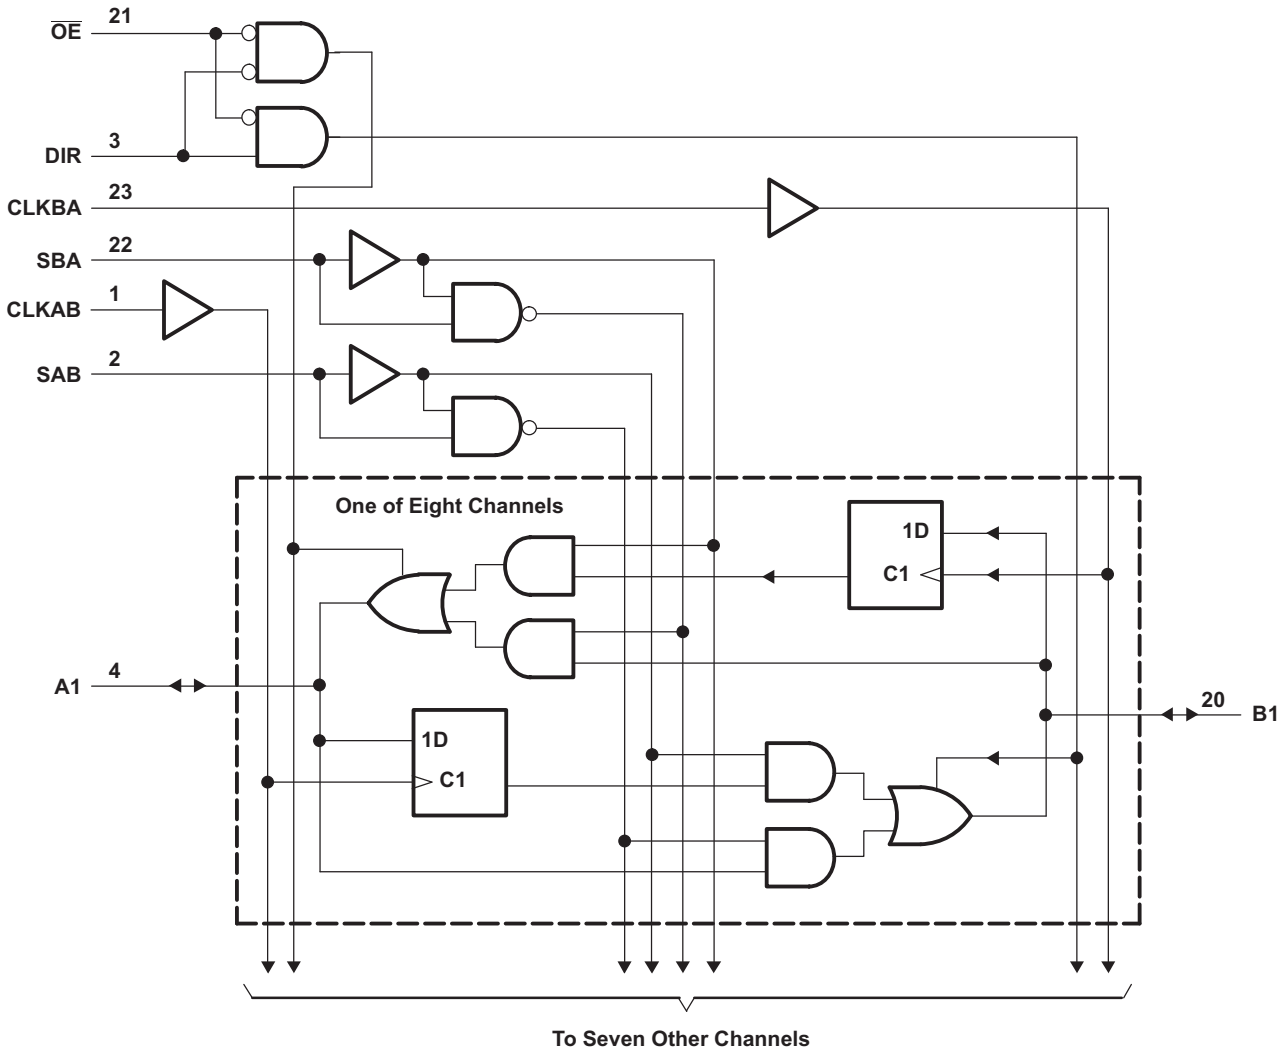 21
O̅E̅
3
DIR
23
CLKBA
22
SBA
1
CLKAB
2
SAB
One of Eight Channels
1D
C1
4
A1
1D
C1
20
B1
To Seven Other Channels